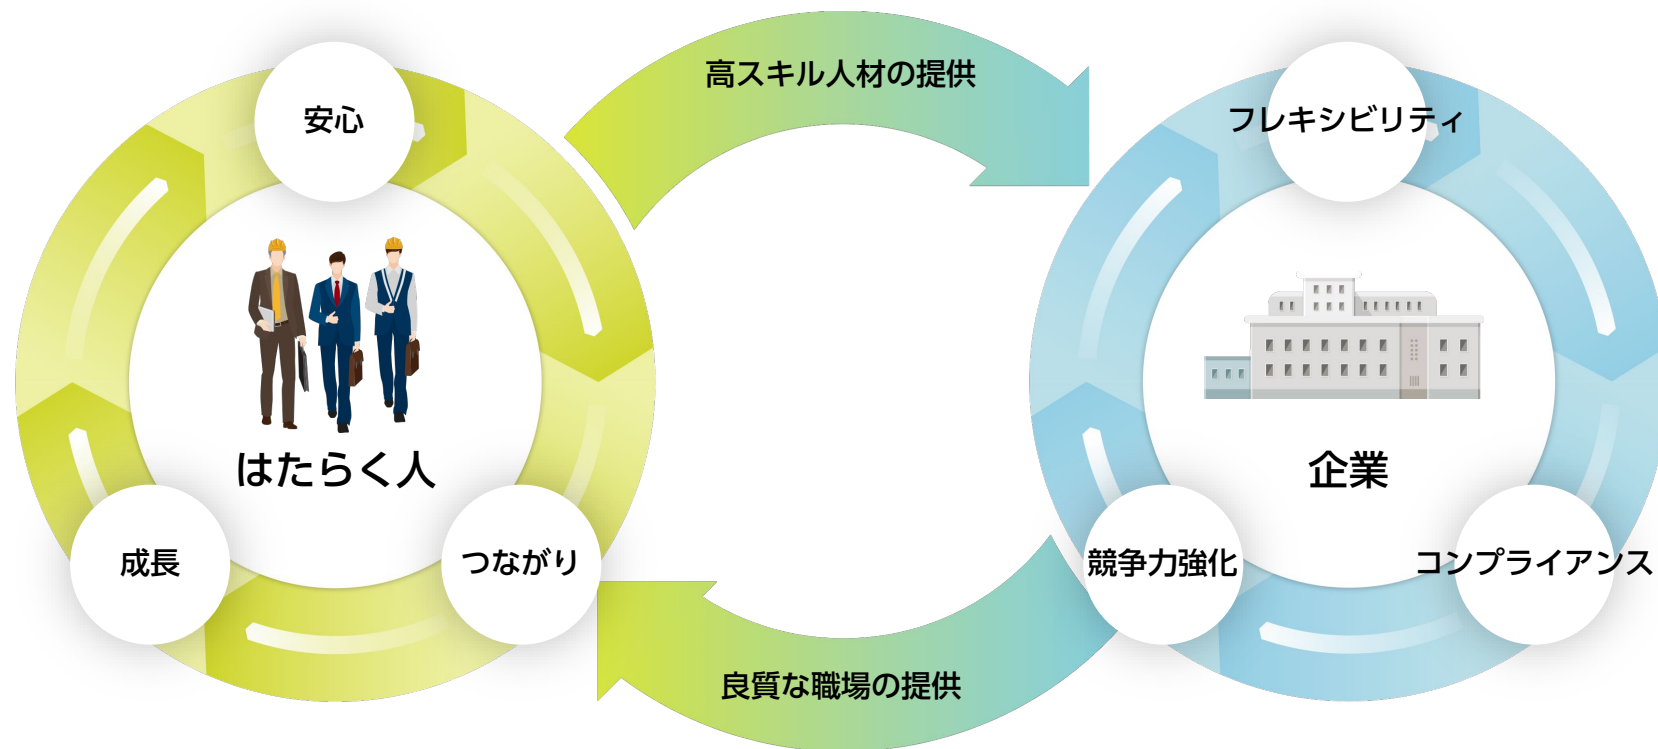 高スキル人材の提供
安心
はたらく人
成長
つながり
フレキシビリティ
企業
競争力強化
コンプライアンス
良質な職場の提供